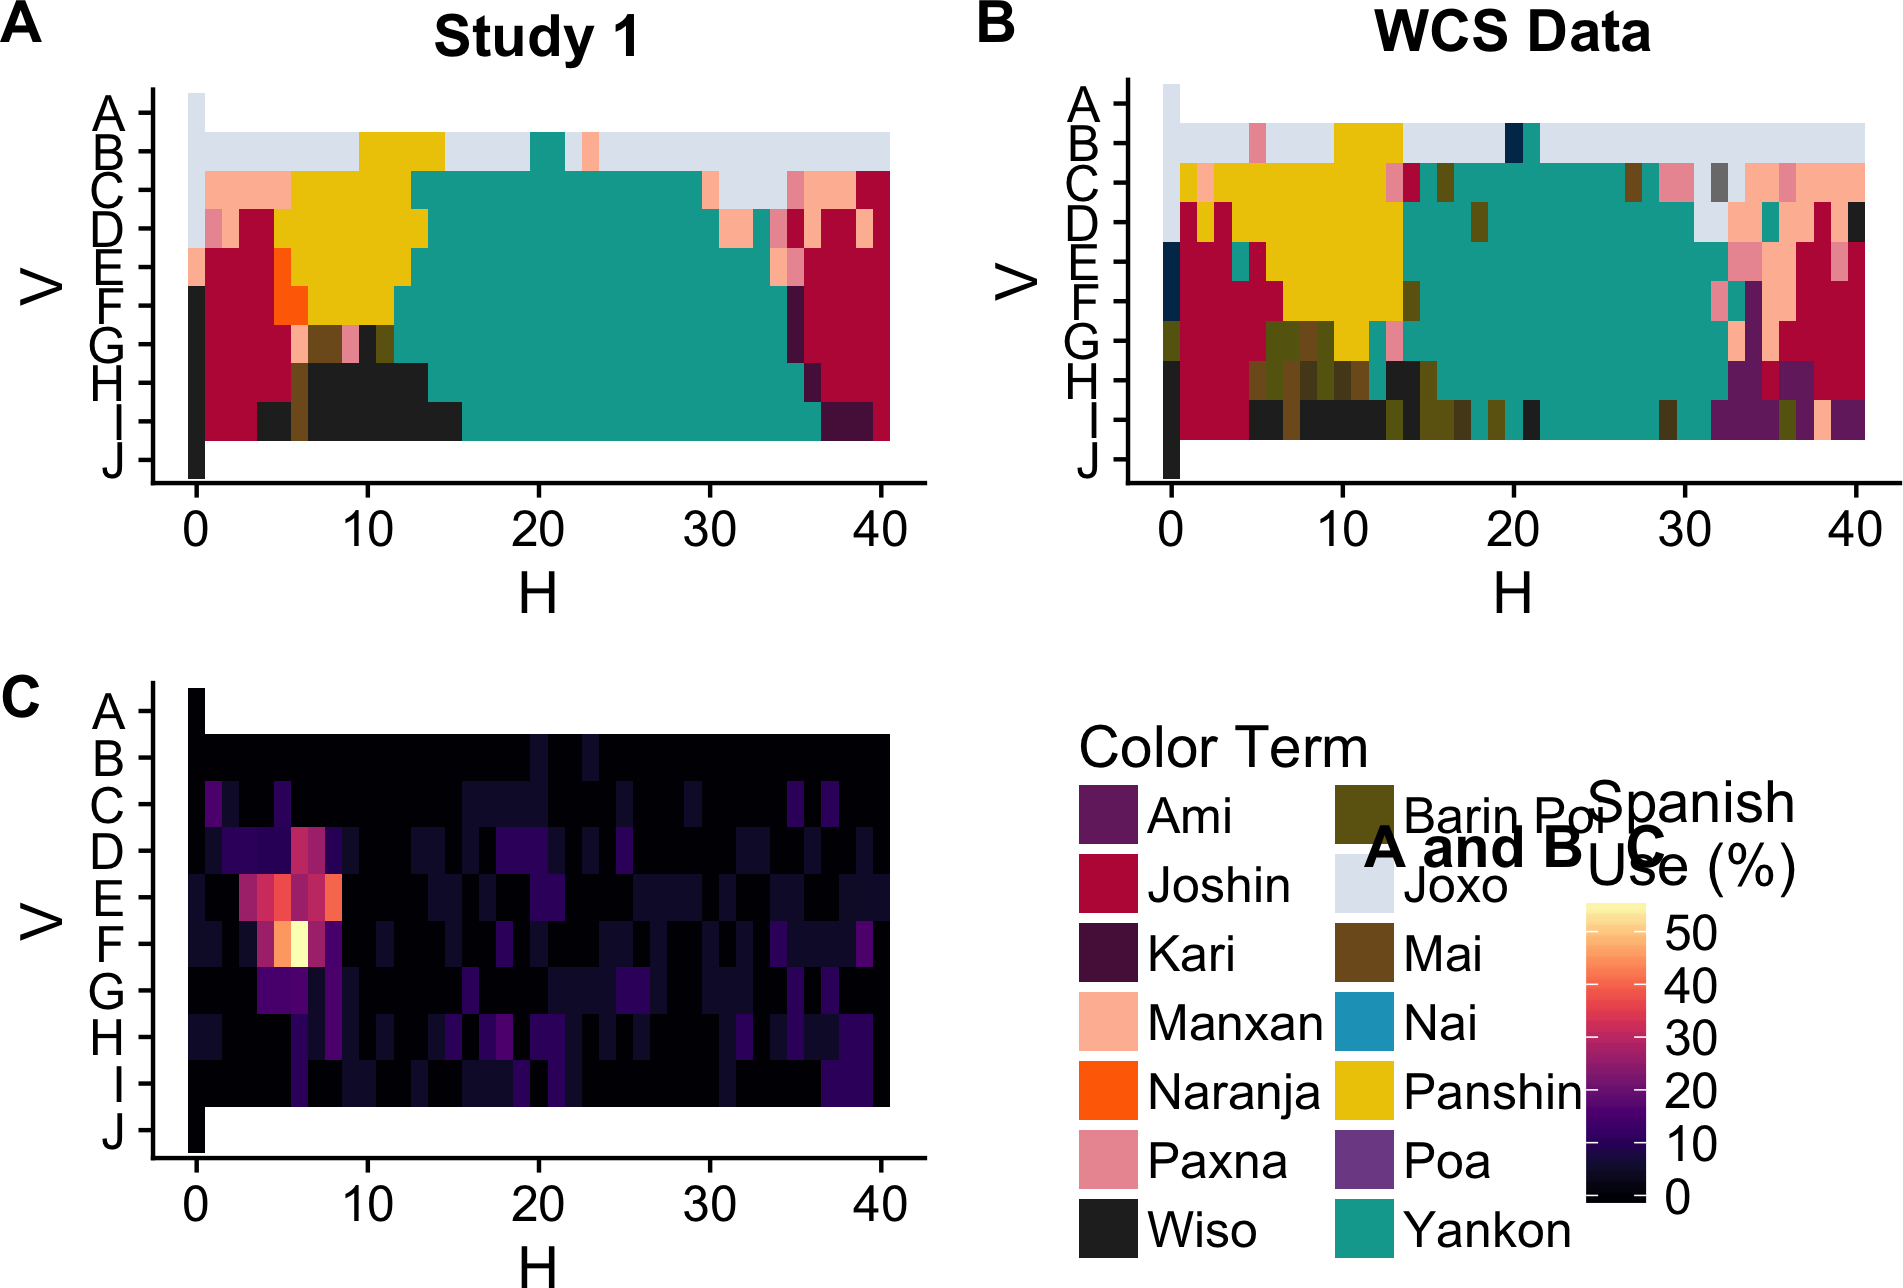 A
Study 1
A
B
C
D
E
F
G
H
I
J
V
0 10 20 30 40
H
B
WCS Data
A
B
C
D
E
F
G
H
I
J
V
0 10 20 30 40
H
C
A
B
C
D
E
F
G
H
I
J
V
0 10 20 30 40
H
Color Term
Ami
Joshin
Kari
Manxan
Naranja
Paxna
Wiso
Barin Poi
Joxo
Mai
Nai
Panshin
Poa
Yankon
A and B
C
Spanish
Use (%)
50
40
30
20
10
0